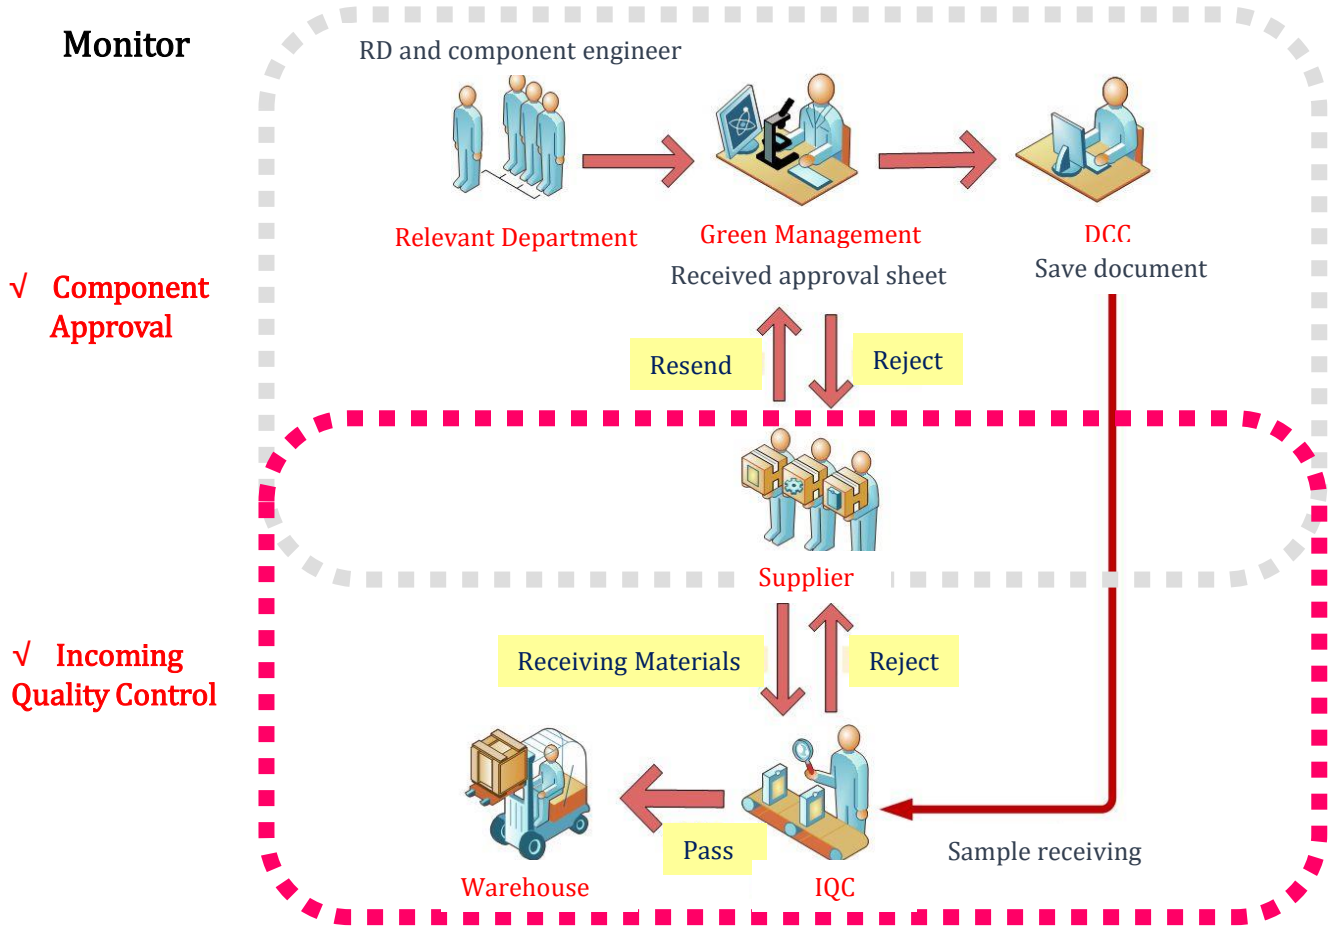 Monitor
RD and component engineer
Relevant Department
Green Management
DCC
Received approval sheet
Save document
√ Component
Approval
Resend
Reject
Supplier
√ Incoming
Quality Control
Receiving Materials
Reject
Pass
Sample receiving
Warehouse
IQC